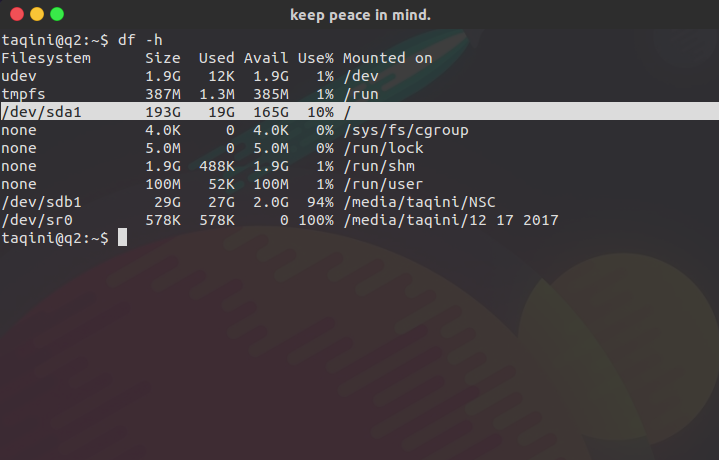 keep peace in mind.
taqini@q2:~$ df -h
Filesystem      Size  Used Avail Use% Mounted on
udev            1.9G   12K  1.9G   1% /dev
tmpfs           387M  1.3M  385M   1% /run
/dev/sda1       193G   19G  165G  10% /
none            4.0K     0  4.0K   0% /sys/fs/cgroup
none            5.0M     0  5.0M   0% /run/lock
none            1.9G  488K  1.9G   1% /run/shm
none            100M   52K  100M   1% /run/user
/dev/sdb1        29G   27G  2.0G  94% /media/taqini/NSC
/dev/sr0        578K  578K     0 100% /media/taqini/12 17 2017
taqini@q2:~$